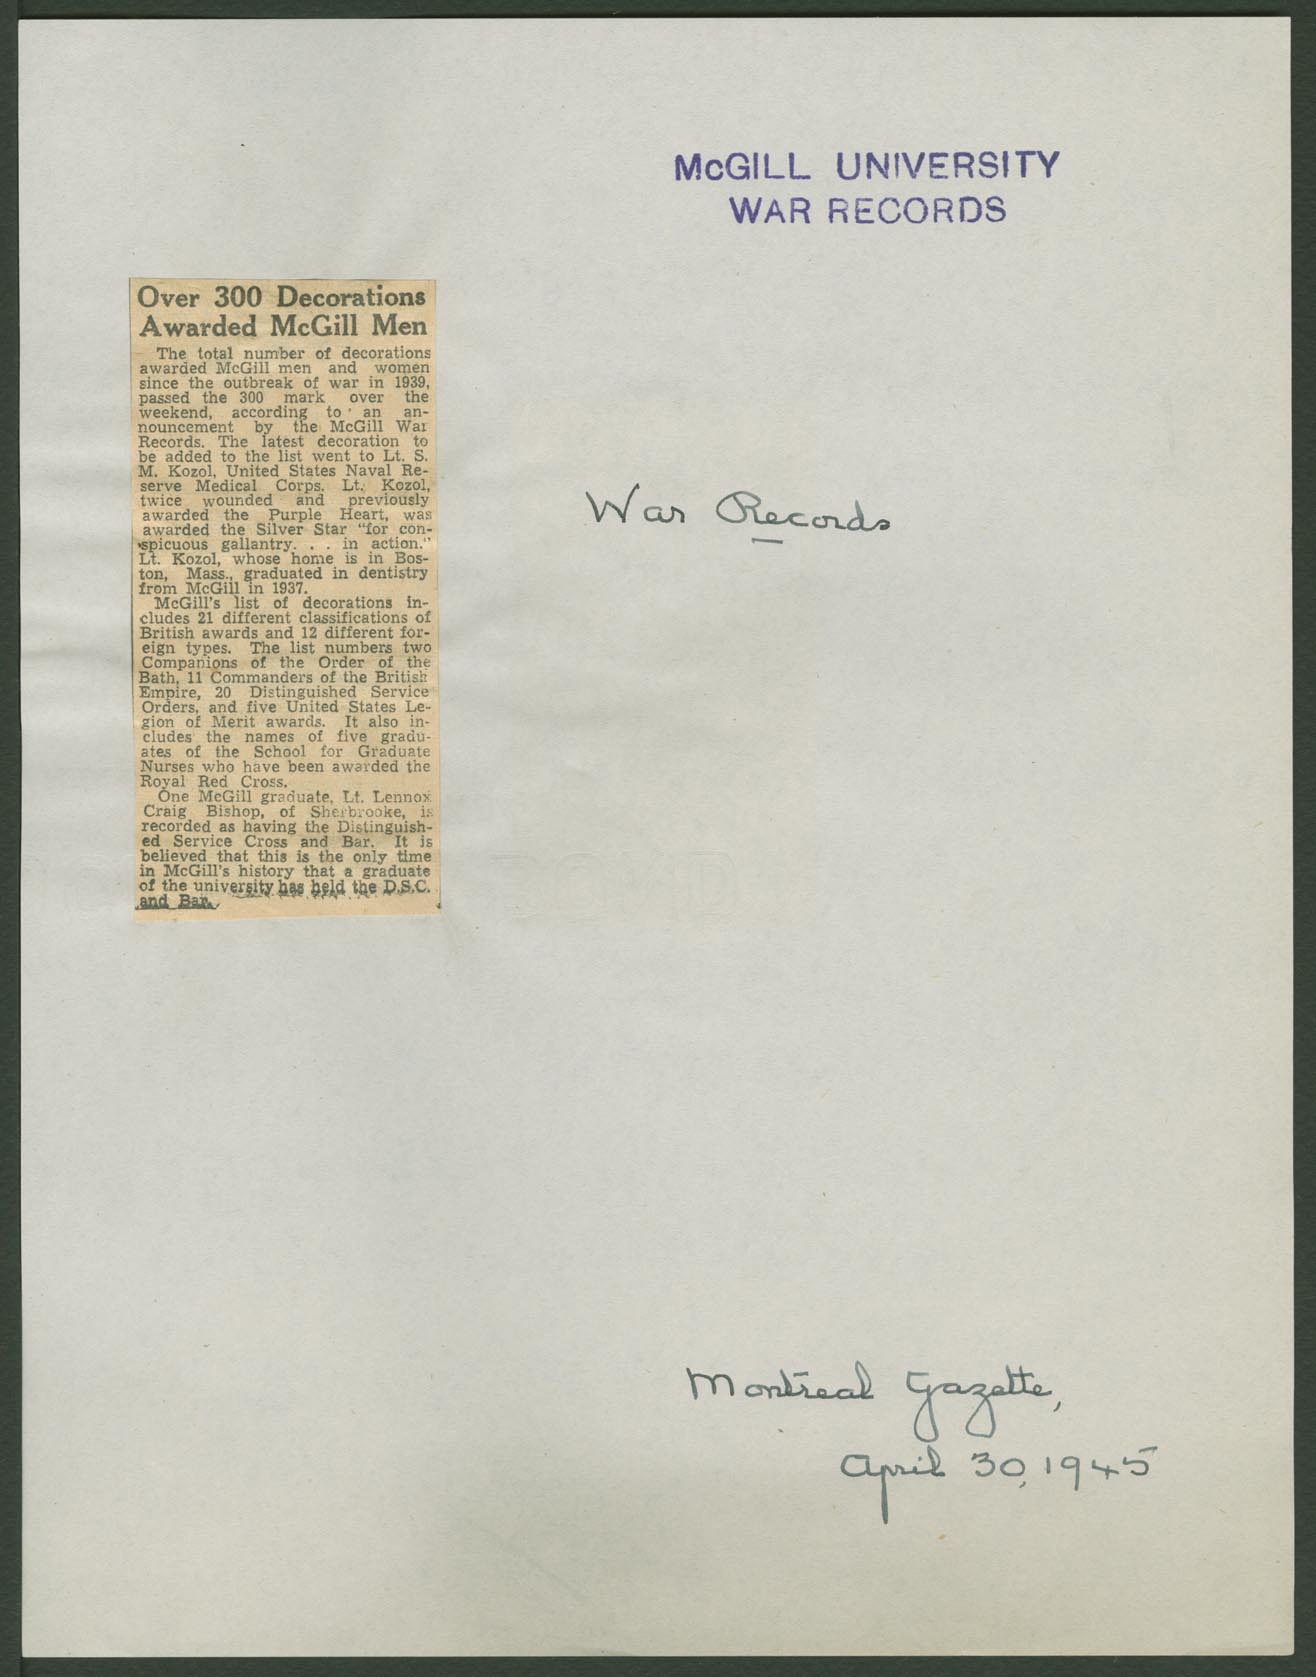 McGILL UNIVERSITY
WAR RECORDS
Over 300 Decorations
Awarded McGill Men
The total number of decorations
awarded McGill men and women
since the outbreak of war in 1939,
passed the 300 mark over the
weekend, according to an an-
nouncement by the McGill War
Records. The latest decoration to
be added to the list went to Lt. S.
M. Kozol, United States Naval Re-
serve Medical Corps. Lt. Kozol,
twice wounded and previously
awarded the Purple Heart, was
awarded the Silver Star "for con-
spicuous gallantry. . . in action."
Lt. Kozol, whose home is in Bos-
ton, Mass., graduated in dentistry
from McGill in 1937.
McGill's list of decorations in-
cludes 21 different classifications of
British awards and 12 different for-
eign types. The list numbers two
Companions of the Order of the
Bath, 11 Commanders of the British
Empire, 20 Distinguished Service
Orders, and five United States Le-
gion of Merit awards. It also in-
cludes the names of five gradu-
ates of the School for Graduate
Nurses who have been awarded the
Royal Red Cross.
One McGill graduate, Lt. Lennox
Craig Bishop, of Sherbrooke, is
recorded as having the Distinguish-
ed Service Cross and Bar. It is
believed that this is the only time
in McGill's history that a graduate
of the university has held the D.S.C.
and Bar.
War Records
Montreal Gazette,
April 30, 1945